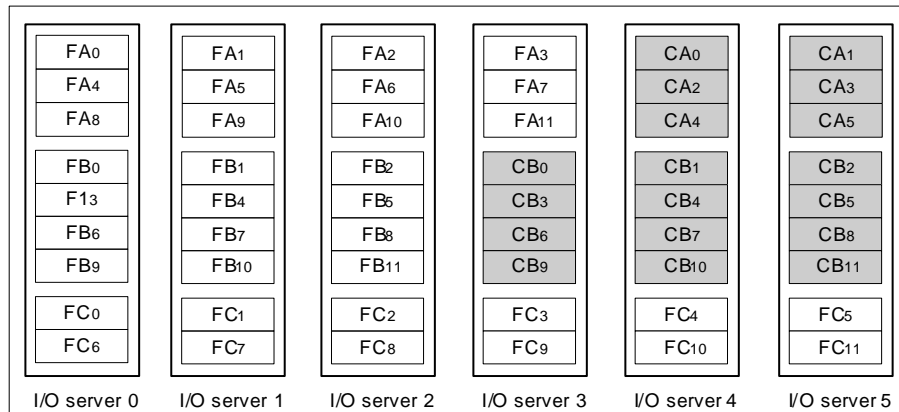 FA0 FA1 FA2 FA3 CA0 CA1
FA4 FA5 FA6 FA7 CA2 CA3
FA8 FA9 FA10 FA11 CA4 CA5
FB0 FB1 FB2 CB0 CB1 CB2
F13 FB4 FB5 CB3 CB4 CB5
FB6 FB7 FB8 CB6 CB7 CB8
FB9 FB10 FB11 CB9 CB10 CB11
FC0 FC1 FC2 FC3 FC4 FC5
FC6 FC7 FC8 FC9 FC10 FC11
I/O server 0 I/O server 1 I/O server 2 I/O server 3 I/O server 4 I/O server 5